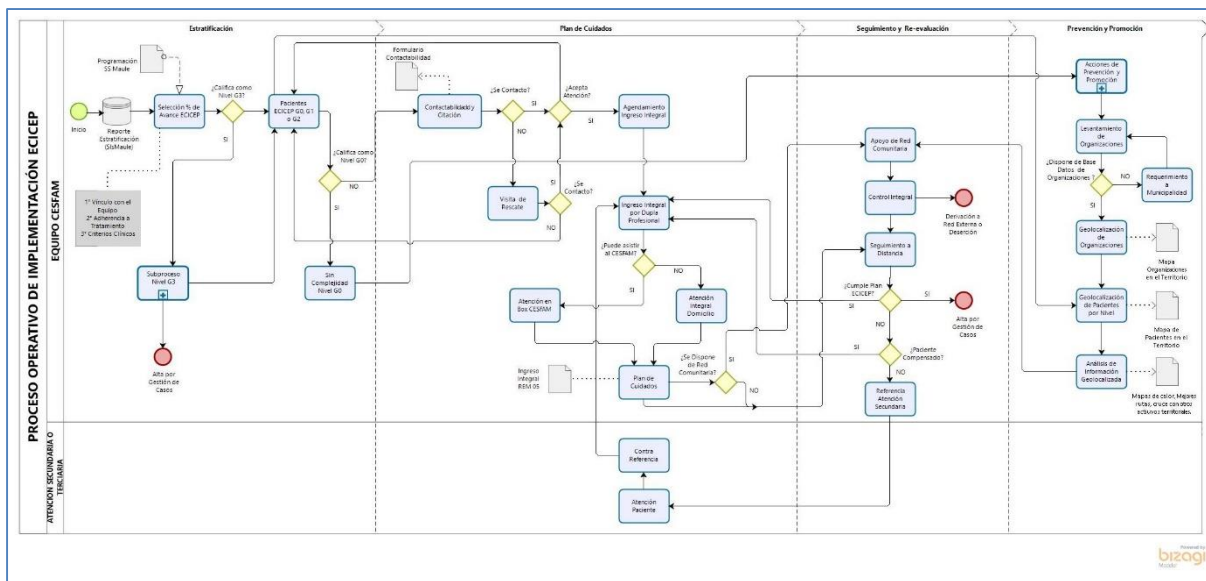 PROCESO OPERATIVO DE IMPLEMENTACIÓN ECICEP
EQUIPO CESFAM
ATENCION SECUNDARIA O
TERCIARIA
Estratificación
Plan de Cuidados
Seguimiento y Re-evaluación
Prevención y Promoción
Programación
SS Maule
Inicio
Reporte
Estratificación
(SIsMaule)
Selección % de
Avance ECICEP
¿Califica como
Nivel G3?
SI
1° Vínculo con el
Equipo
2° Adherencia a
Tratamiento
3° Criterios Clínicos
Subproceso
Nivel G3
Alta por
Gestión de
Casos
Pacientes
ECICEP G0, G1
o G2
¿Califica como
Nivel G0?
NO
SI
Sin
Complejidad
Nivel G0
Formulario
Contactabilidad
Contactabilidad y
Citación
¿Se Contacto?
SI
NO
Visita de
Rescate
¿Se
Contacto?
SI
NO
¿Acepta
Atención?
SI
Agendamiento
Ingreso Integral
Ingreso Integral
por Dupla
Profesional
¿Puede asistir
al CESFAM?
NO
SI
Atención en
Box CESFAM
Atención
Integral
Domicilio
Ingreso
Integral
REM 05
Plan de
Cuidados
¿Se Dispone
de Red
Comunitaria?
SI
NO
Contra
Referencia
Atención
Paciente
Apoyo de Red
Comunitaria
Control Integral
Derivación a
Red Externa o
Deserción
Seguimiento a
Distancia
¿Cumple Plan
ECICEP?
SI
NO
Alta por
Gestión de
Casos
¿Paciente
Compensado?
SI
NO
Referencia
Atención
Secundaria
Acciones de
Prevención y
Promoción
Levantamiento
de
Organizaciones
¿Dispone de Base
Datos de
Organizaciones ?
NO
Requerimiento
a
Municipalidad
SI
Geolocalización
de
Organizaciones
Mapa
Organizaciones
en el Territorio
Geolocalización
de Pacientes
por Nivel
Mapa de
Pacientes en el
Territorio
Análisis de
Información
Geolocalizada
Mapas de calor, Mejores
rutas, cruce con otros
activos territoriales.
Powered by
bizagi
Modeler